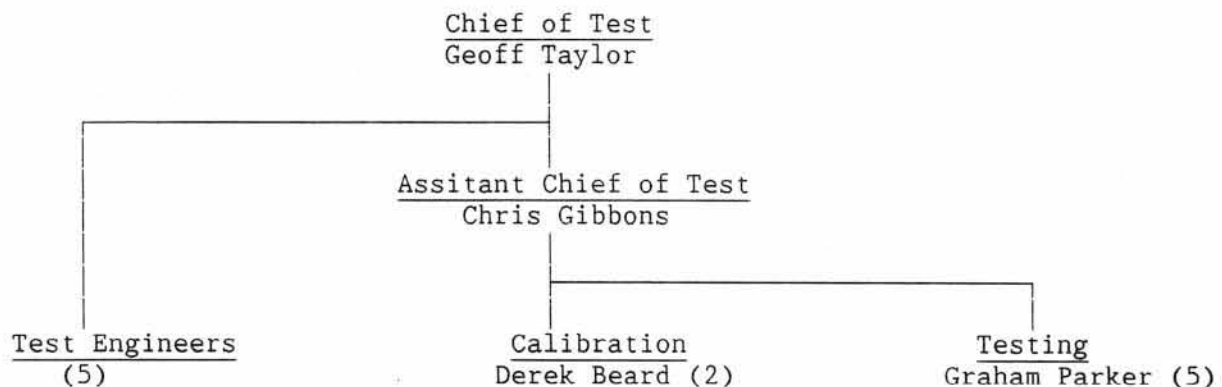 Chief of Test
Geoff Taylor
Assitant Chief of Test
Chris Gibbons
Test Engineers
(5)
Calibration
Derek Beard (2)
Testing
Graham Parker (5)